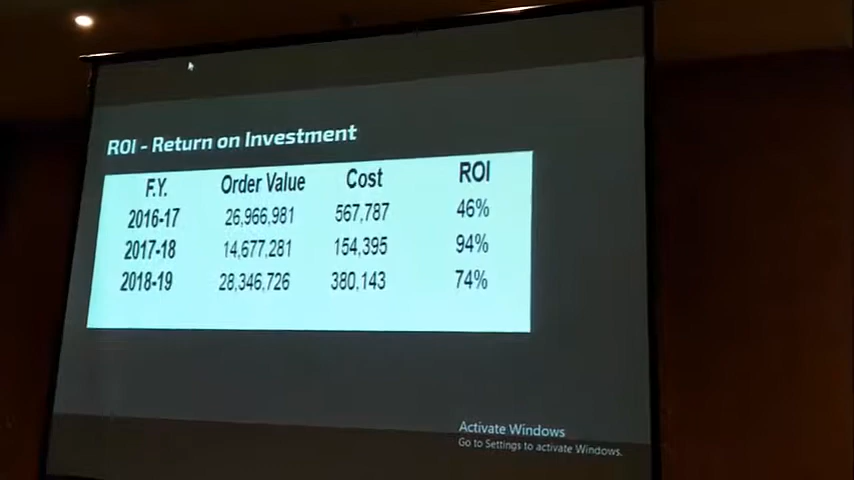 ROI - Return on Investment
F.Y. Order Value Cost ROI
2016-17 26,966,981 567,787 46%
2017-18 14,677,281 154,395 94%
2018-19 28,346,726 380,143 74%
Activate Windows
Go to Settings to activate Windows.